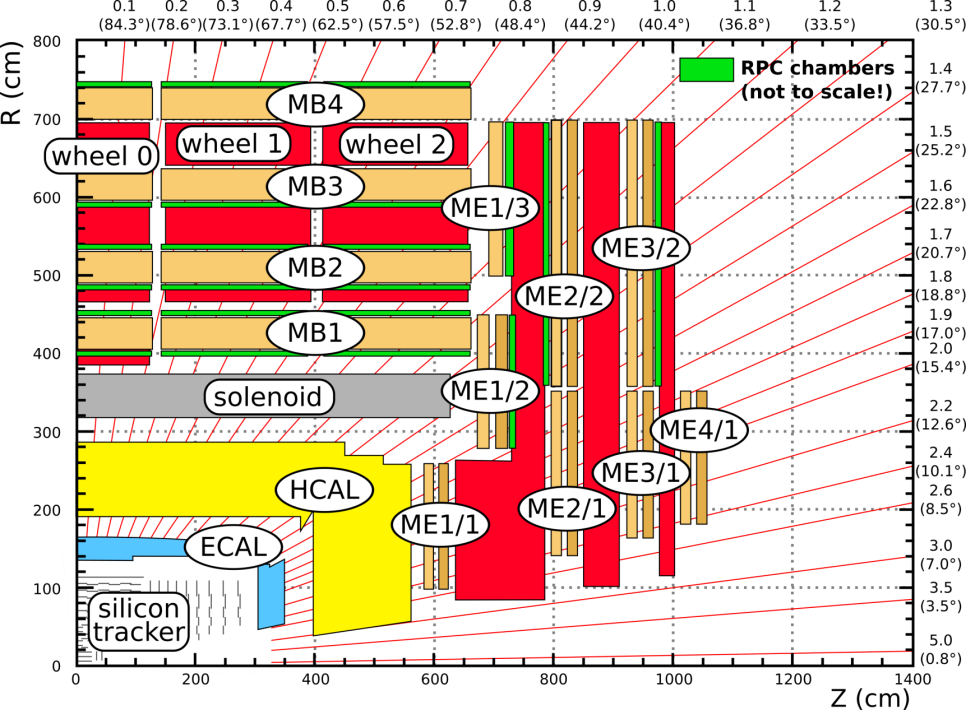 0.1 0.2 0.3 0.4 0.5 0.6 0.7 0.8 0.9 1.0 1.1 1.2 1.3
(84.3°) (78.6°) (73.1°) (67.7°) (62.5°) (57.5°) (52.8°) (48.4°) (44.2°) (40.4°) (36.8°) (33.5°) (30.5°)
R (cm)
800
700
600
500
400
300
200
100
0
RPC chambers
(not to scale!)
MB4
wheel 0
wheel 1
wheel 2
MB3
MB2
MB1
solenoid
HCAL
ECAL
silicon
tracker
ME1/3
ME3/2
ME2/2
ME1/2
ME4/1
ME3/1
ME2/1
ME1/1
1.4
(27.7°)
1.5
(25.2°)
1.6
(22.8°)
1.7
(20.7°)
1.8
(18.8°)
1.9
(17.0°)
2.0
(15.4°)
2.2
(12.6°)
2.4
(10.1°)
2.6
(8.5°)
3.0
(7.0°)
3.5
(3.5°)
5.0
(0.8°)
0 200 400 600 800 1000 1200 1400
Z (cm)